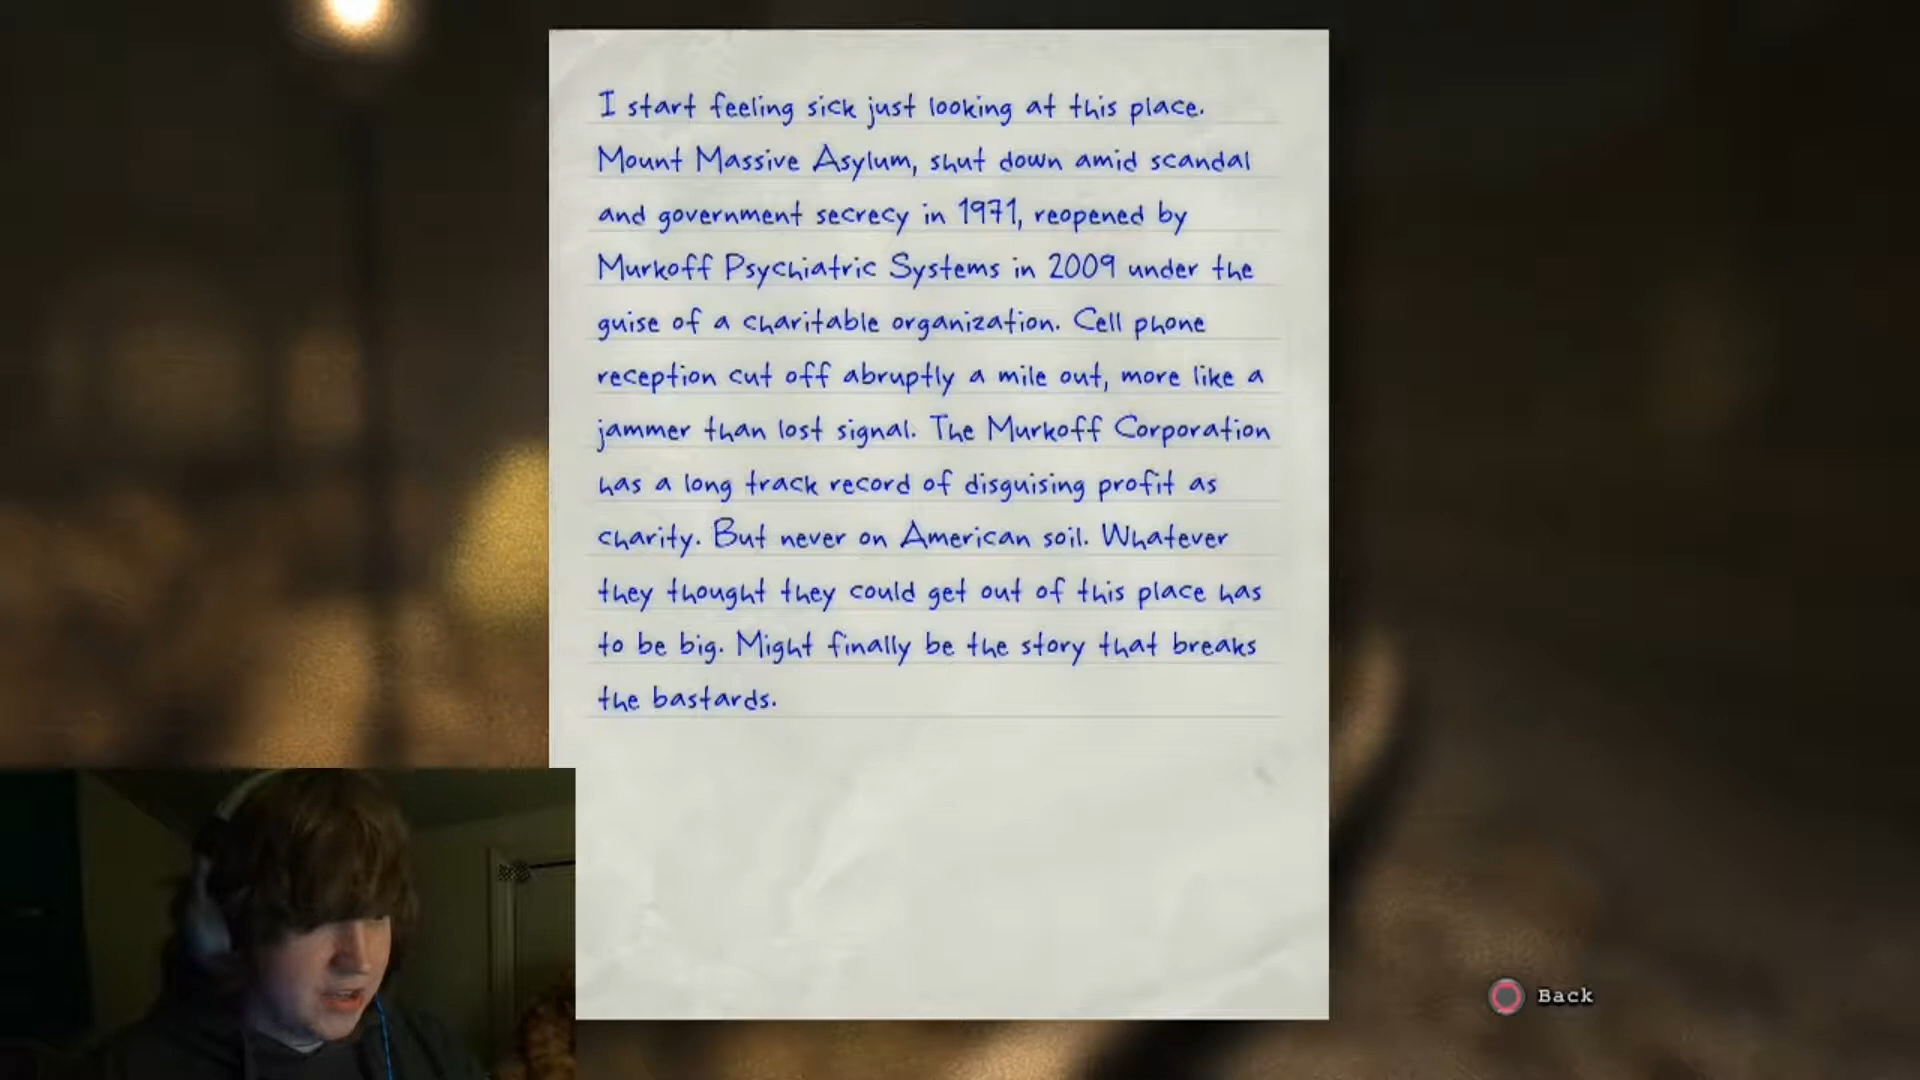 I start feeling sick just looking at this place.
Mount Massive Asylum, shut down amid scandal
and government secrecy in 1971, reopened by
Murkoff Psychiatric Systems in 2009 under the
guise of a charitable organization. Cell phone
reception cut off abruptly a mile out, more like a
jammer than lost signal. The Murkoff Corporation
has a long track record of disguising profit as
charity. But never on American soil. Whatever
they thought they could get out of this place has
to be big. Might finally be the story that breaks
the bastards.
Back